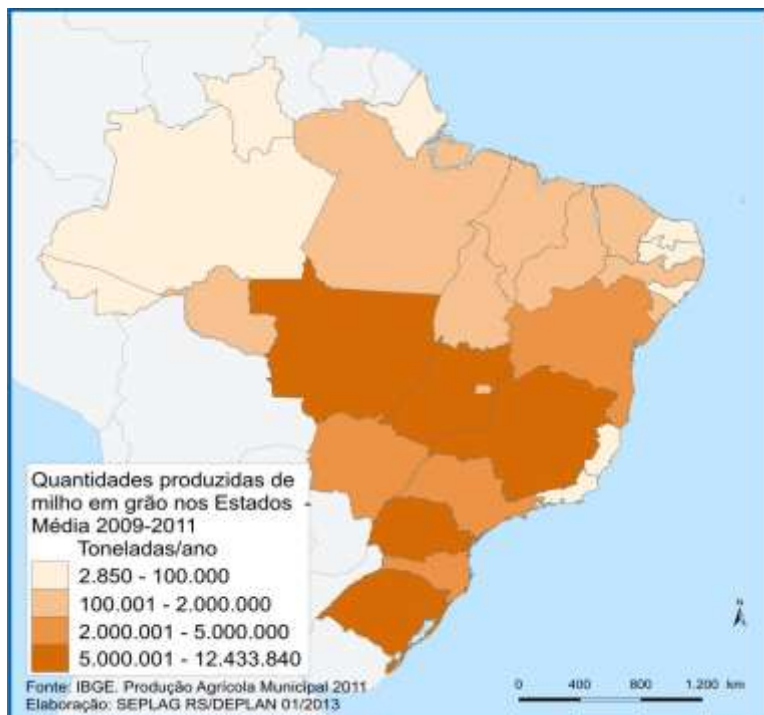 Quantidades produzidas de
milho em grão nos Estados
Média 2009-2011
Toneladas/ano
2.850 - 100.000
100.001 - 2.000.000
2.000.001 - 5.000.000
5.000.001 - 12.433.840
Fonte: IBGE. Produção Agrícola Municipal 2011
Elaboração: SEPLAG RS/DEPLAN 01/2013
N
0 400 800 1.200 km